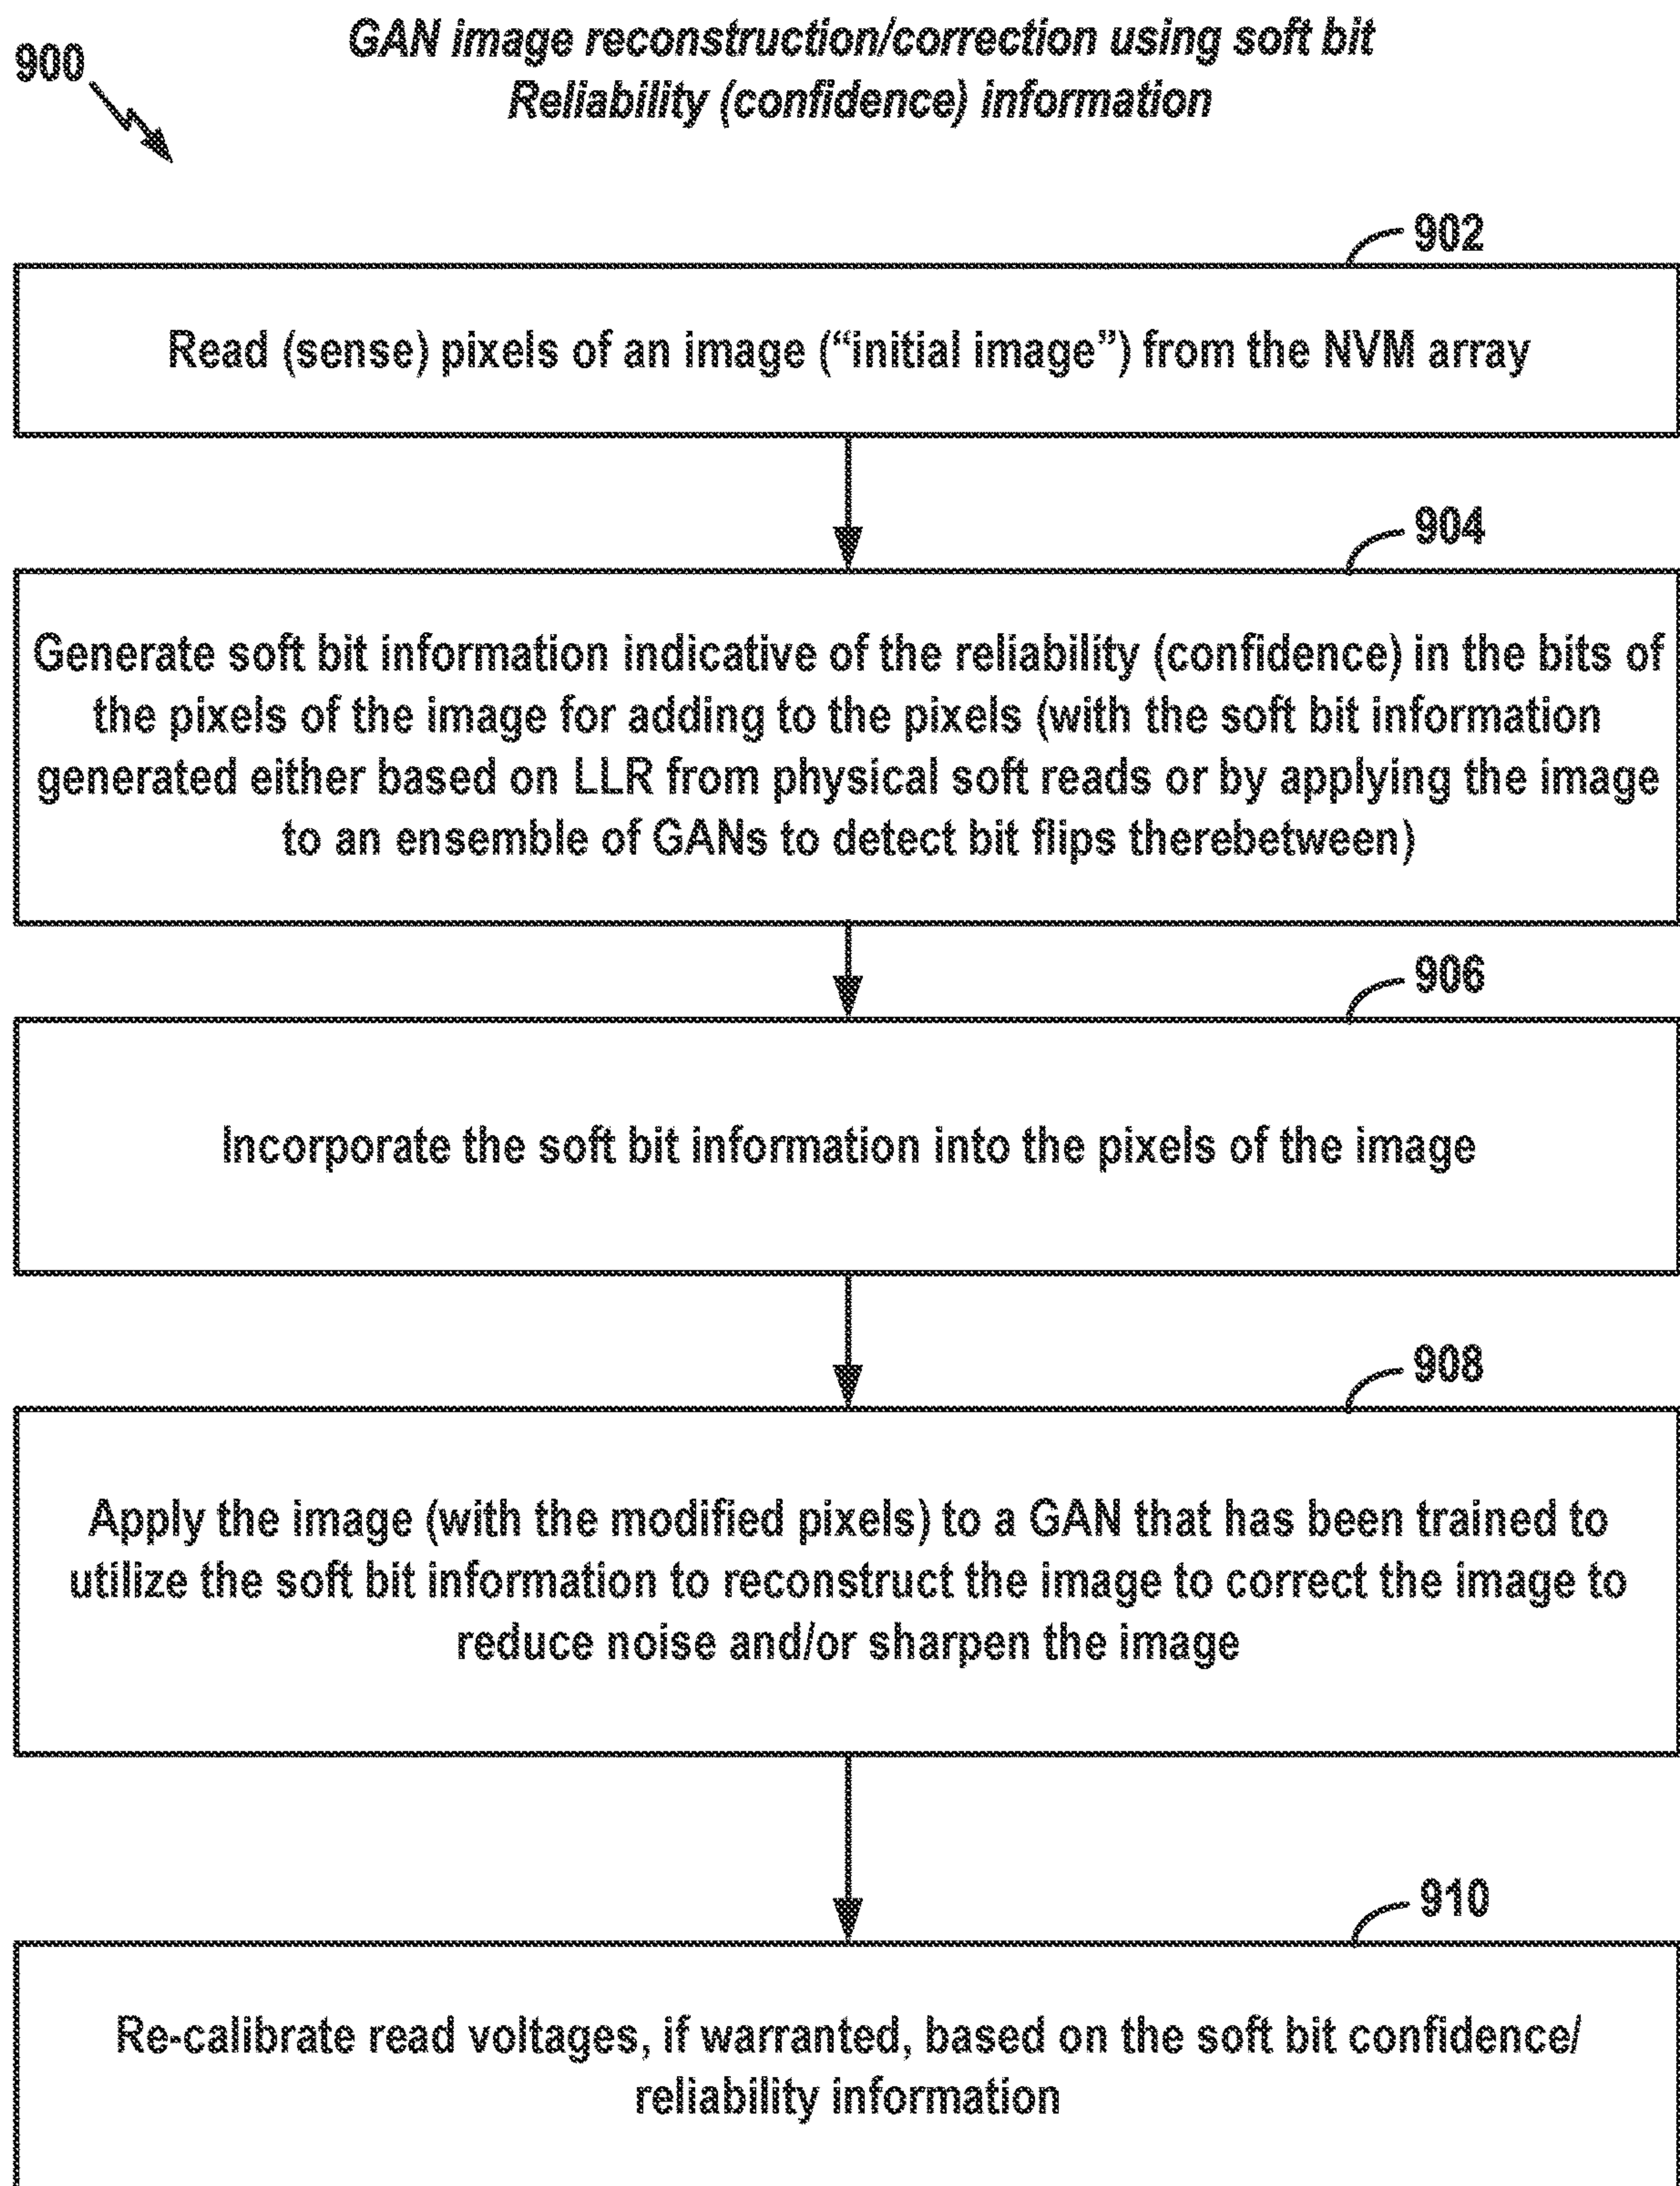 900
GAN image reconstruction/correction using soft bit
Reliability (confidence) information
902
Read (sense) pixels of an image (“initial image”) from the NVM array
904
Generate soft bit information indicative of the reliability (confidence) in the bits of
the pixels of the image for adding to the pixels (with the soft bit information
generated either based on LLR from physical soft reads or by applying the image
to an ensemble of GANs to detect bit flips therebetween)
906
Incorporate the soft bit information into the pixels of the image
908
Apply the image (with the modified pixels) to a GAN that has been trained to
utilize the soft bit information to reconstruct the image to correct the image to
reduce noise and/or sharpen the image
910
Re-calibrate read voltages, if warranted, based on the soft bit confidence/
reliability information